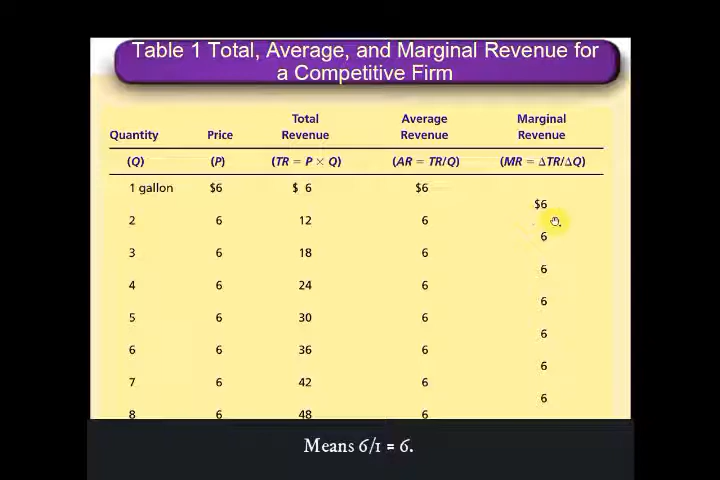 Table 1 Total, Average, and Marginal Revenue for
a Competitive Firm
Total Average Marginal
Quantity Price Revenue Revenue Revenue
(Q) (P) (TR = P × Q) (AR = TR/Q) (MR = ΔTR/ΔQ)
1 gallon $6 $ 6 $6
$6
2 6 12 6
6
3 6 18 6
6
4 6 24 6
6
5 6 30 6
6
6 6 36 6
6
7 6 42 6
6
8 6 48 6
Means 6/1 = 6.